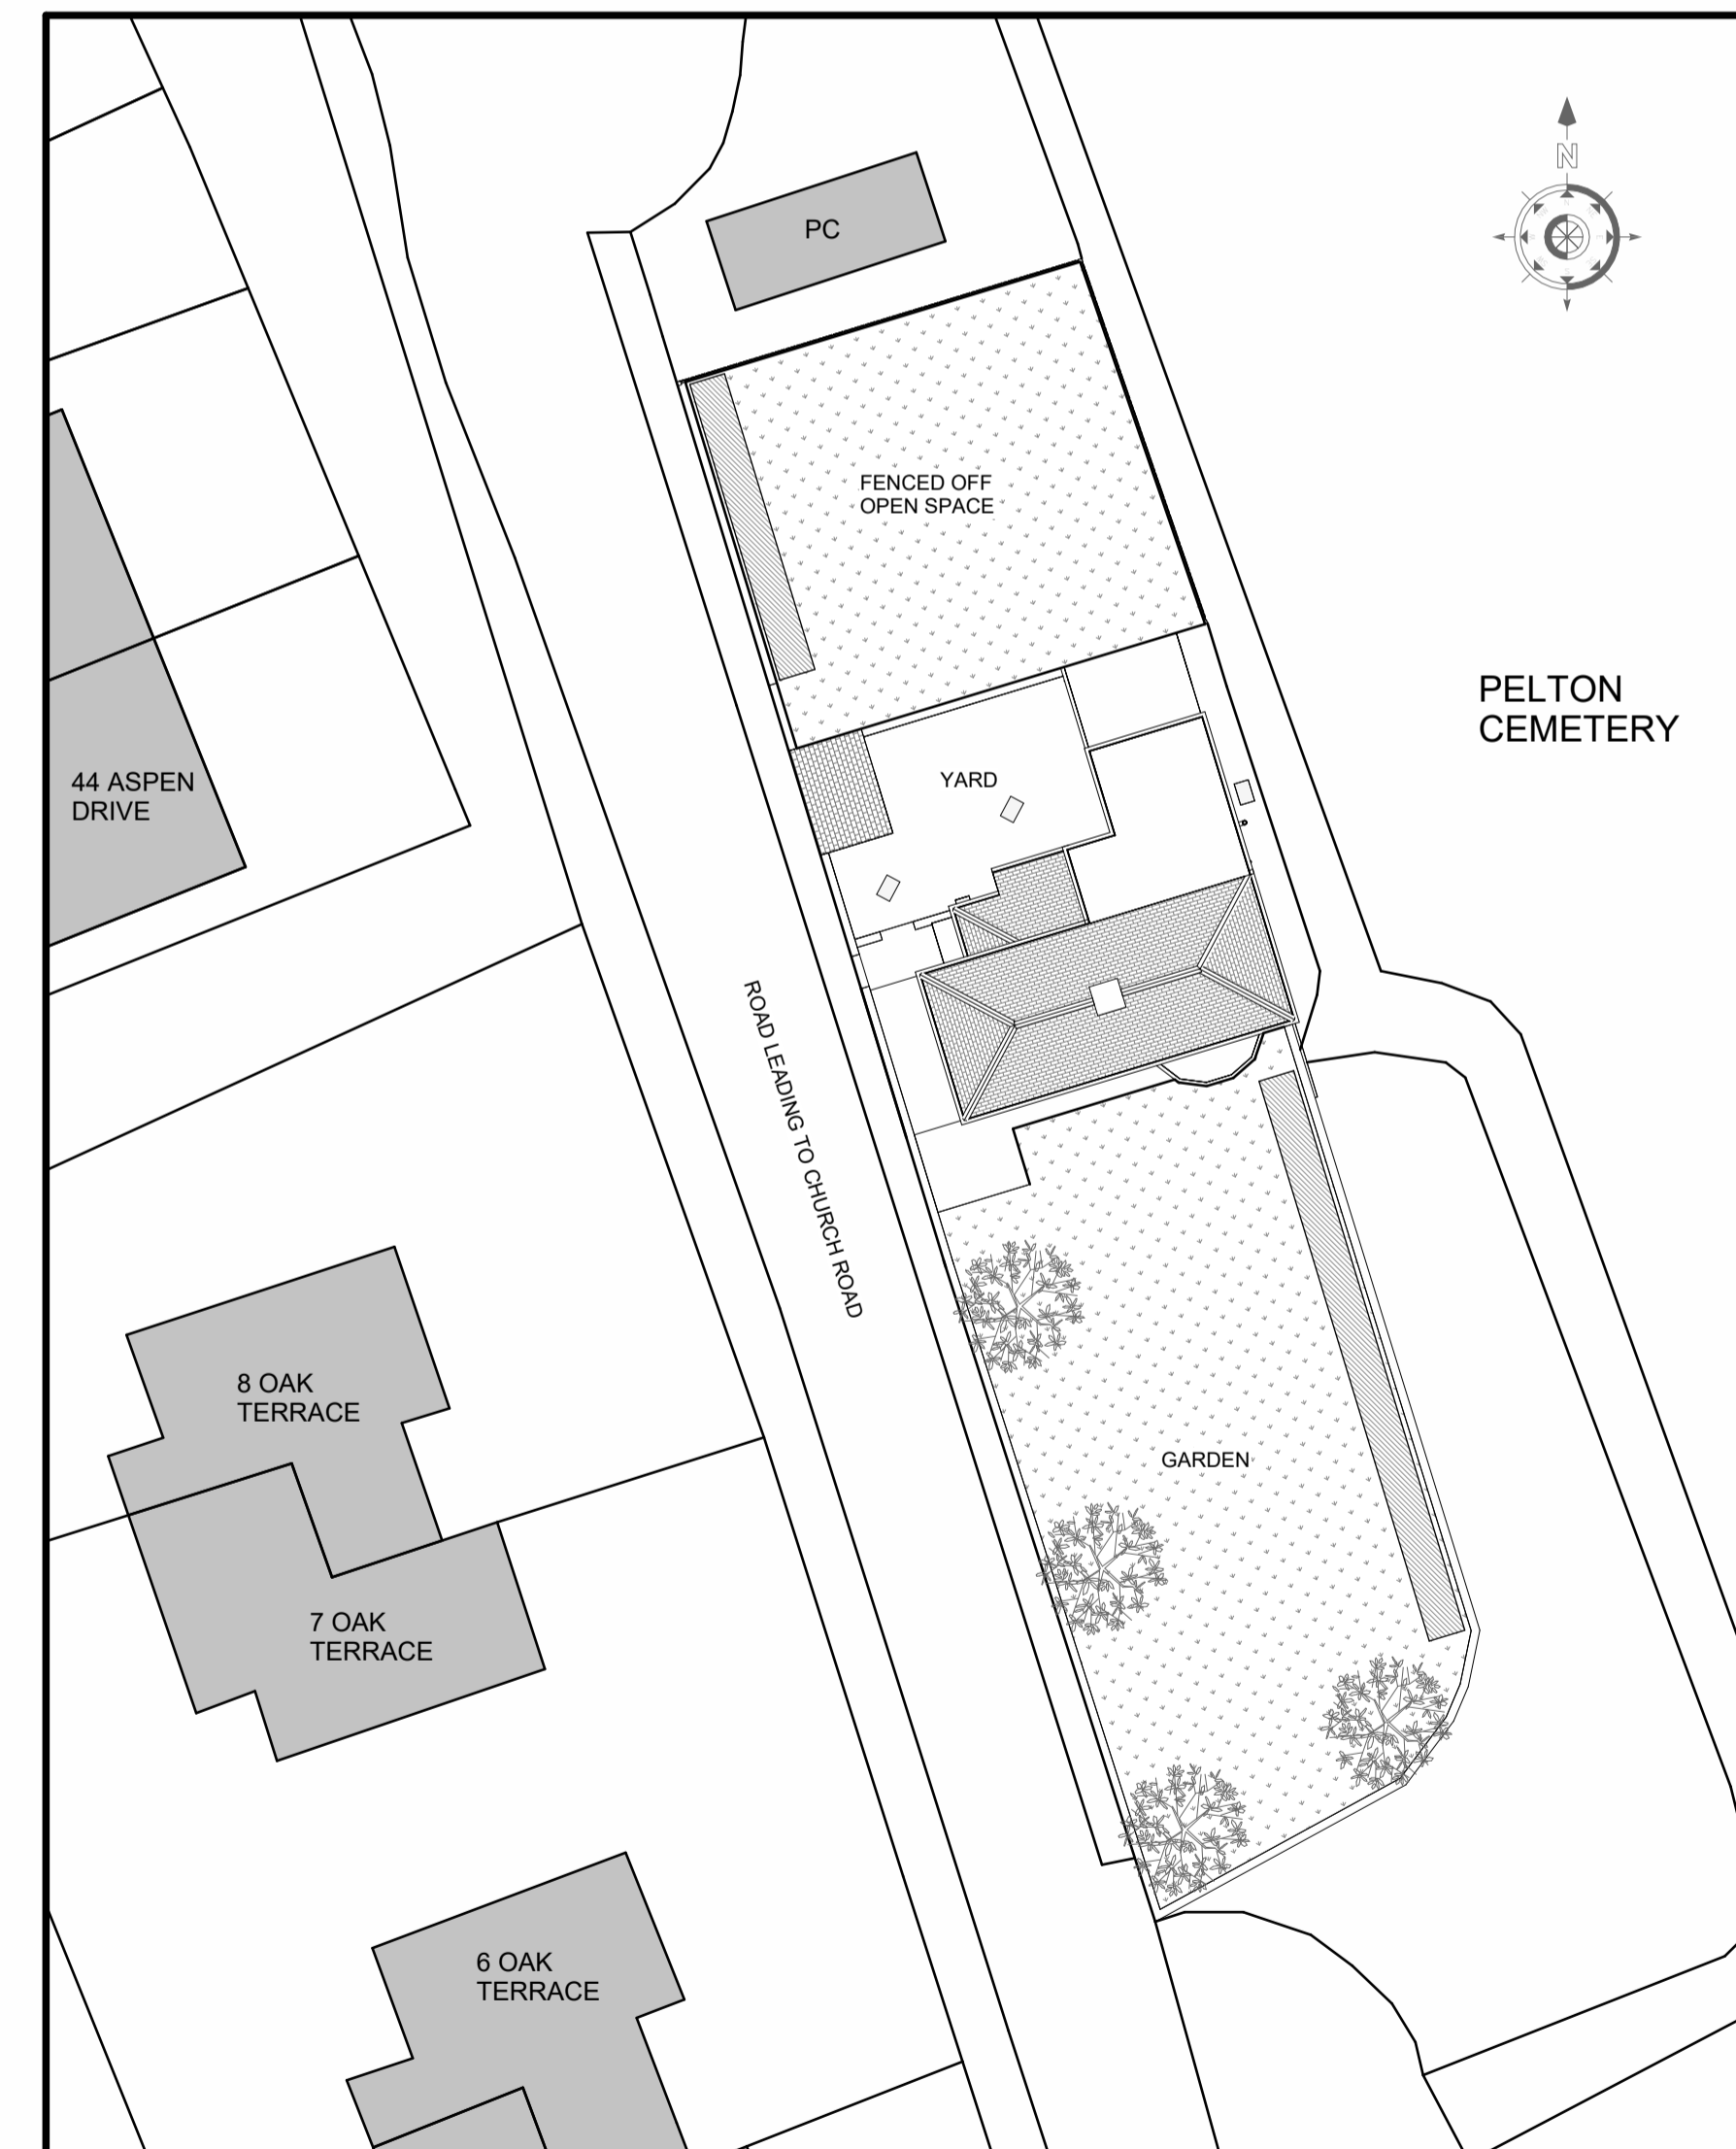 PC
N
FENCED OFF
OPEN SPACE
PELTON
CEMETERY
44 ASPEN
DRIVE
YARD
ROAD LEADING TO CHURCH ROAD
8 OAK
TERRACE
GARDEN
7 OAK
TERRACE
6 OAK
TERRACE